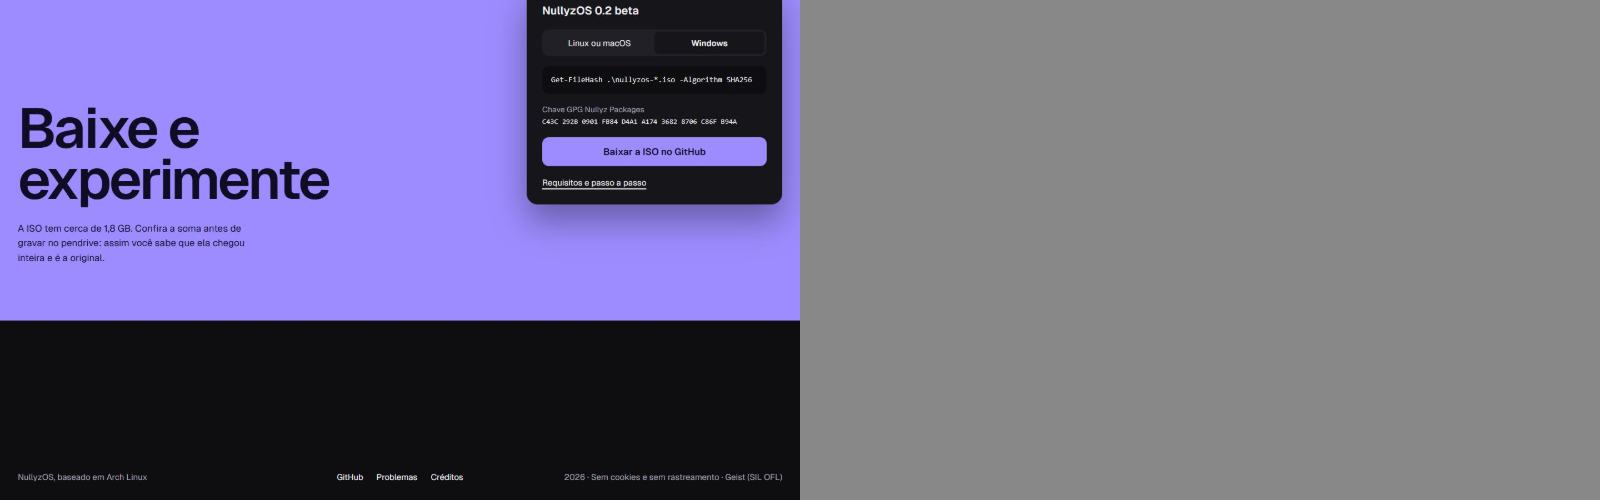 NullyzOS 0.2 beta
Linux ou macOS
Windows
Get-FileHash .\nullyzos-*.iso -Algorithm SHA256
Chave GPG Nullyz Packages
C43C 292B 0901 FB84 D4A1 A174 3682 8706 C86F B94A
Baixar a ISO no GitHub
Requisitos e passo a passo
Baixe e
experimente
A ISO tem cerca de 1,8 GB. Confira a soma antes de
gravar no pendrive: assim você sabe que ela chegou
inteira e é a original.
NullyzOS, baseado em Arch Linux
GitHub
Problemas
Créditos
2026 · Sem cookies e sem rastreamento · Geist (SIL OFL)